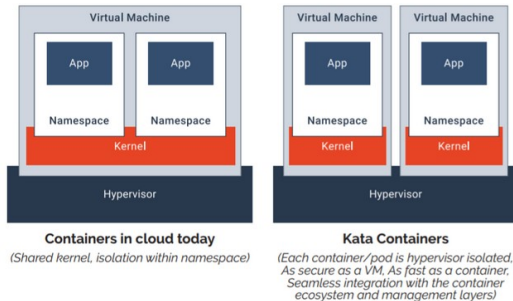 Virtual Machine
App
App
Namespace
Namespace
Kernel
Hypervisor
Containers in cloud today
(Shared kernel, isolation within namespace)
Virtual Machine
Virtual Machine
App
App
Namespace
Namespace
Kernel
Kernel
Hypervisor
Kata Containers
(Each container/pod is hypervisor isolated,
As secure as a VM, As fast as a container,
Seamless integration with the container
ecosystem and management layers)